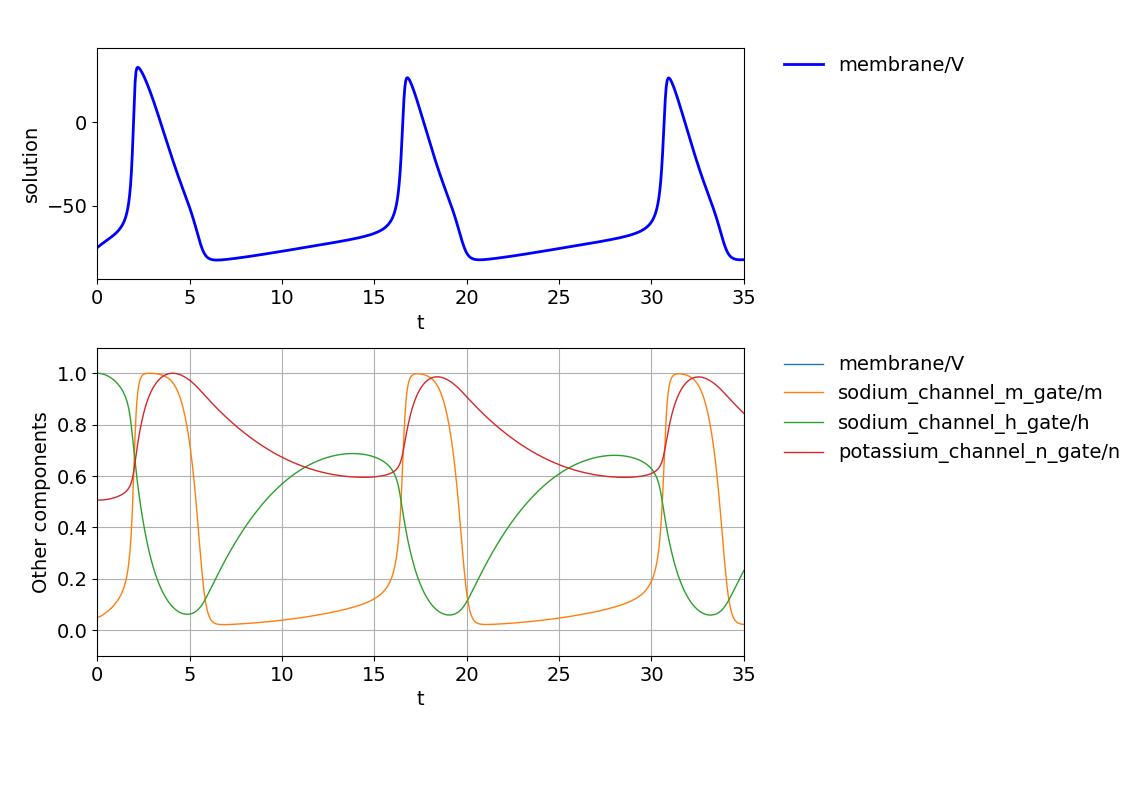 solution
0
−50
0 5 10 15 20 25 30 35
t
membrane/V
Other components
1.0
0.8
0.6
0.4
0.2
0.0
0 5 10 15 20 25 30 35
t
membrane/V
sodium_channel_m_gate/m
sodium_channel_h_gate/h
potassium_channel_n_gate/n